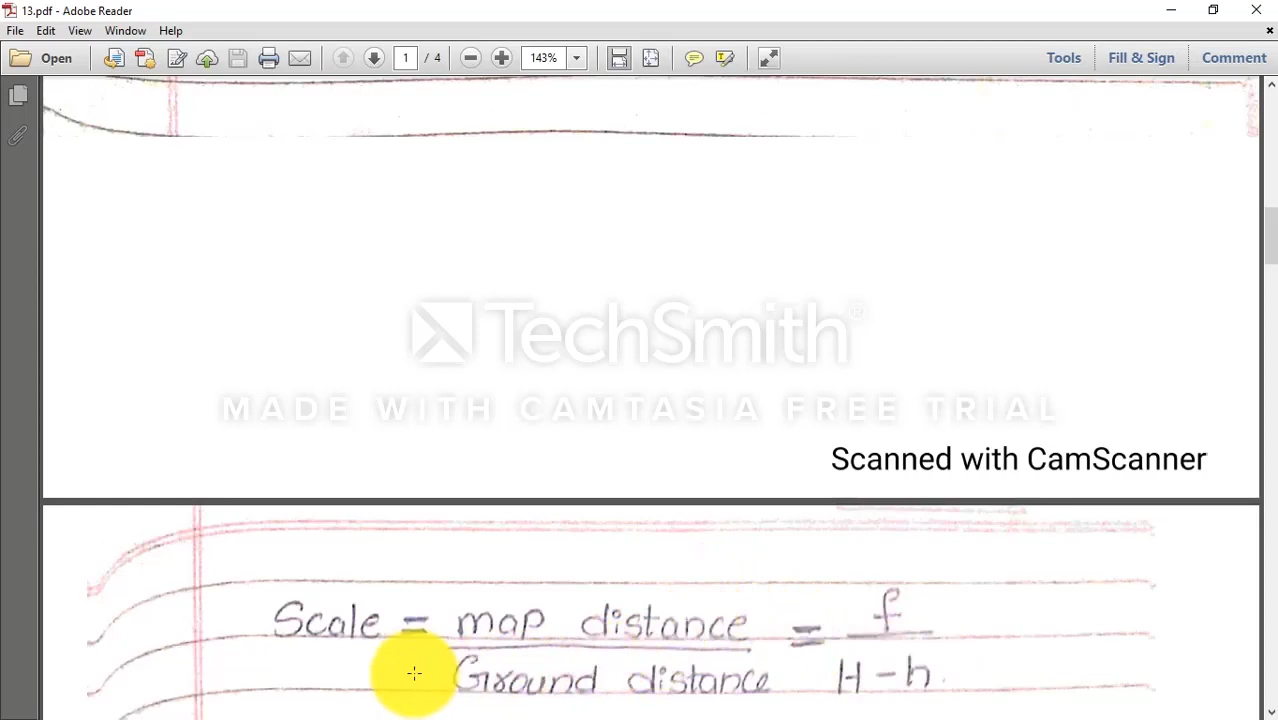 13.pdf - Adobe Reader
File Edit View Window Help
Open 1 / 4 143% Tools Fill & Sign Comment
TechSmith®
MADE WITH CAMTASIA FREE TRIAL
Scanned with CamScanner
Scale = map distance = f
Ground distance H - h